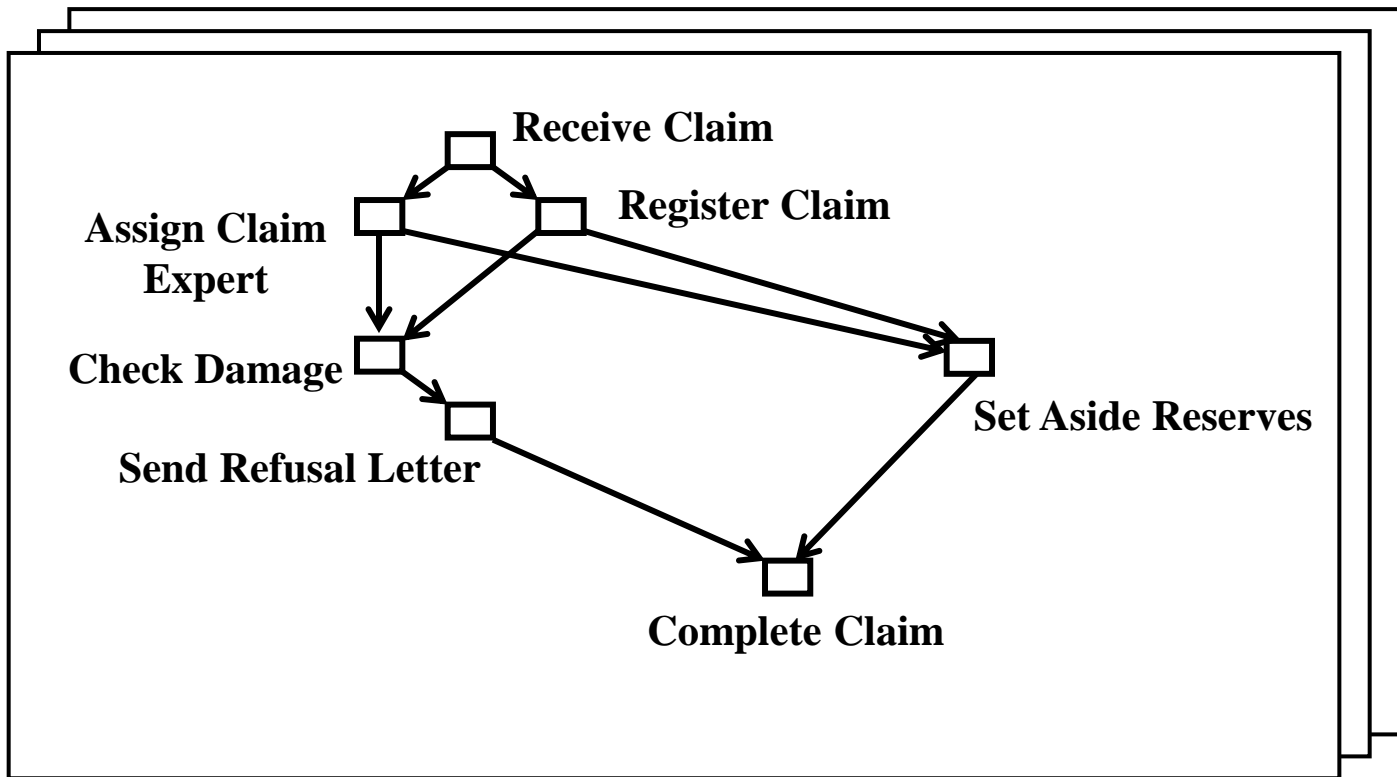 Receive Claim
Register Claim
Assign Claim
Expert
Check Damage
Set Aside Reserves
Send Refusal Letter
Complete Claim